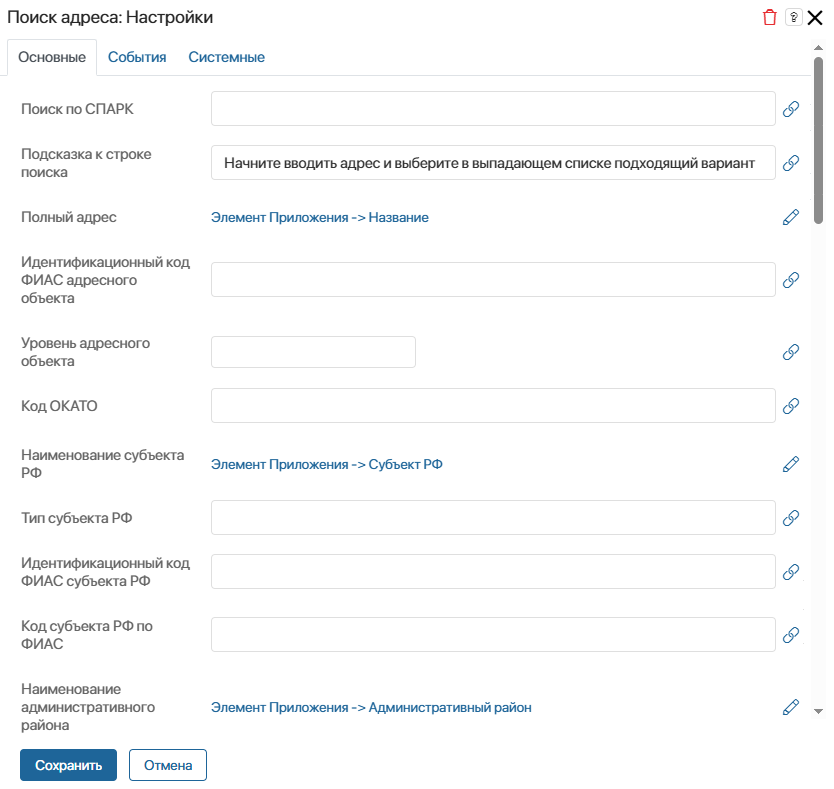 Поиск адреса: Настройки
?
Основные
События
Системные
Поиск по СПАРК
Подсказка к строке
поиска
Начните вводить адрес и выберите в выпадающем списке подходящий вариант
Полный адрес
Элемент Приложения -> Название
Идентификационный код
ФИАС адресного
объекта
Уровень адресного
объекта
Код ОКАТО
Наименование субъекта
РФ
Элемент Приложения -> Субъект РФ
Тип субъекта РФ
Идентификационный код
ФИАС субъекта РФ
Код субъекта РФ по
ФИАС
Наименование
административного
района
Элемент Приложения -> Административный район
Сохранить
Отмена